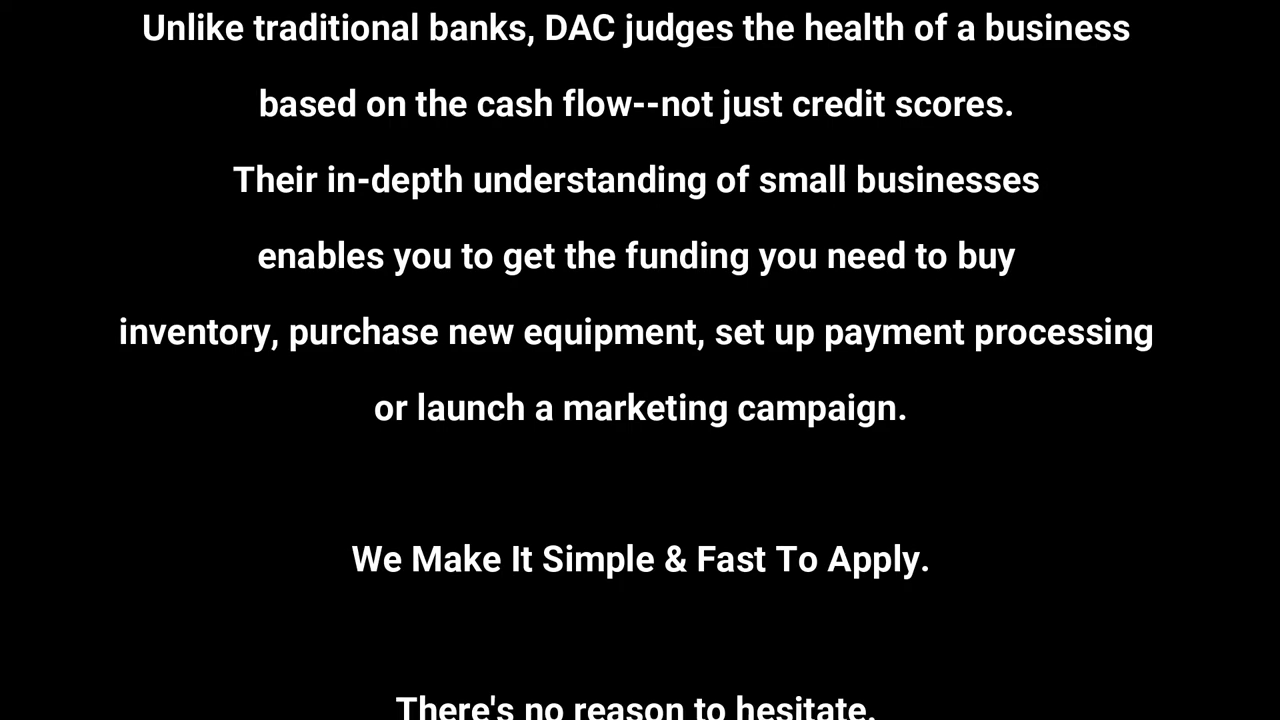 Unlike traditional banks, DAC judges the health of a business
based on the cash flow--not just credit scores.
Their in-depth understanding of small businesses
enables you to get the funding you need to buy
inventory, purchase new equipment, set up payment processing
or launch a marketing campaign.
We Make It Simple & Fast To Apply.
There's no reason to hesitate.